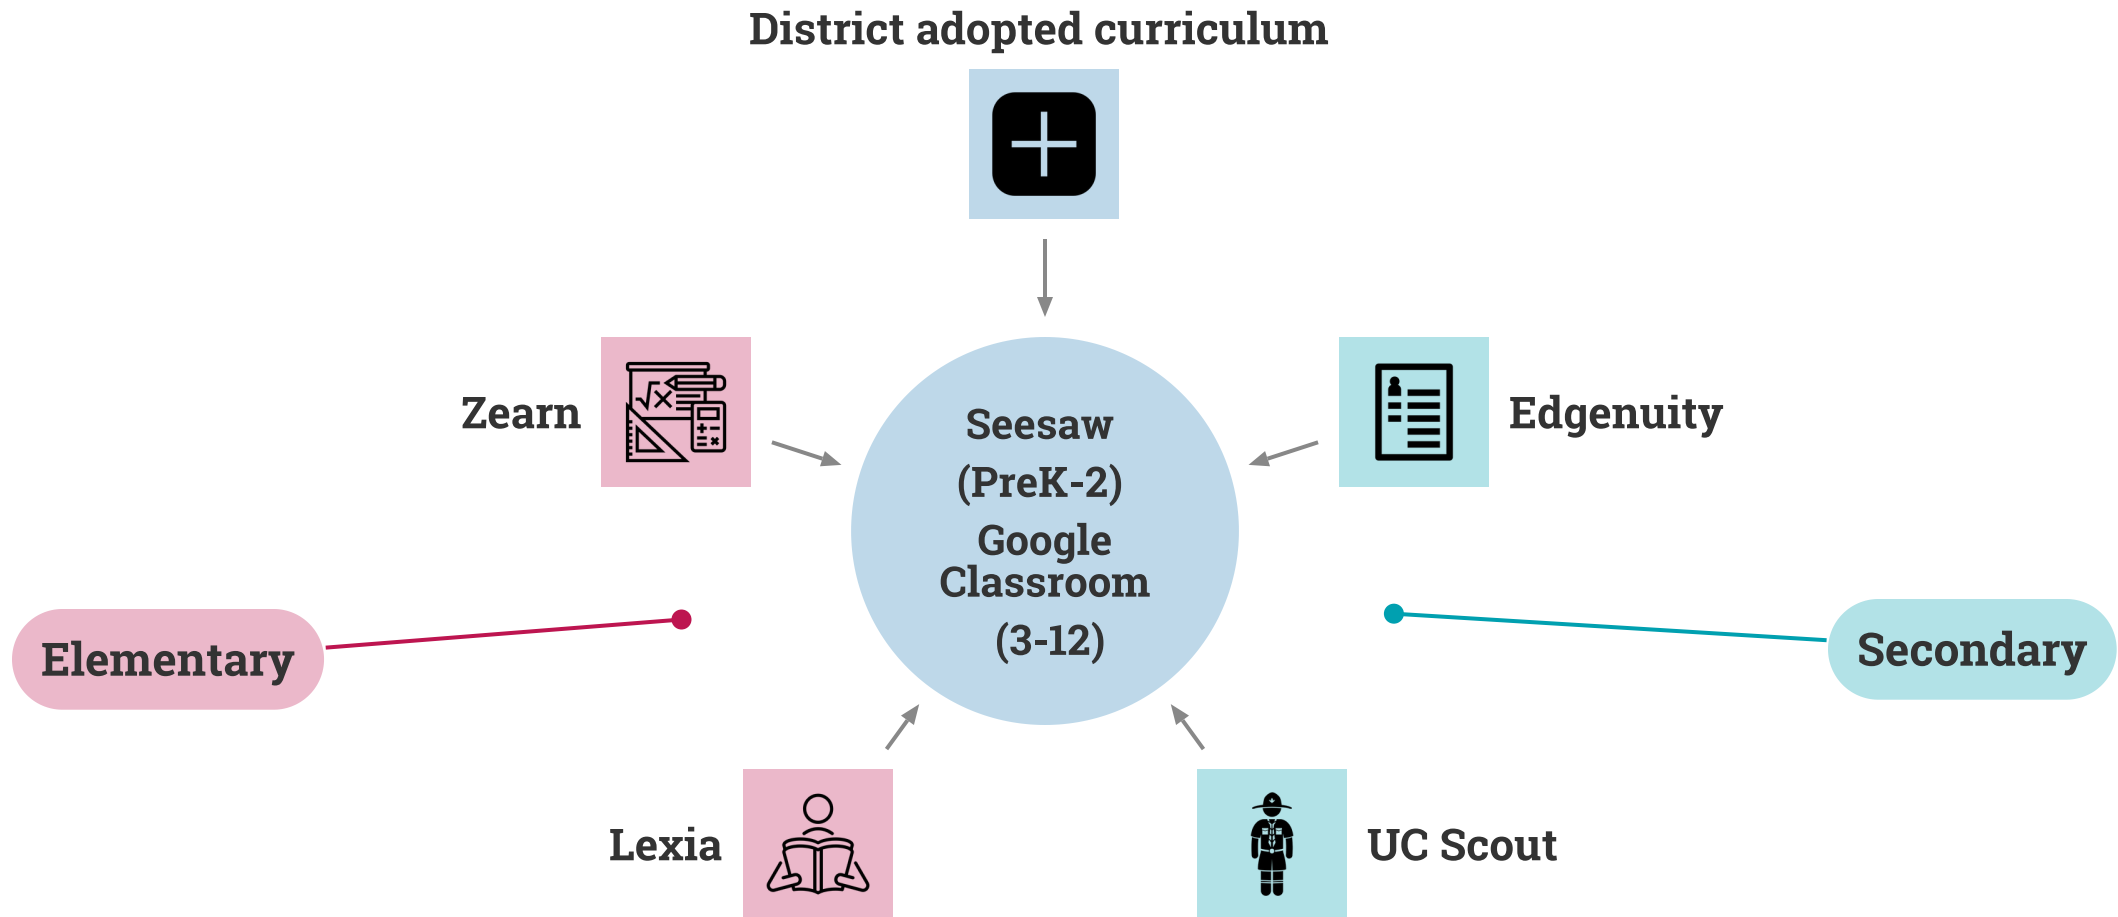 District adopted curriculum
Zearn
Edgenuity
Seesaw
(PreK-2)
Google
Classroom
(3-12)
Elementary
Secondary
Lexia
UC Scout